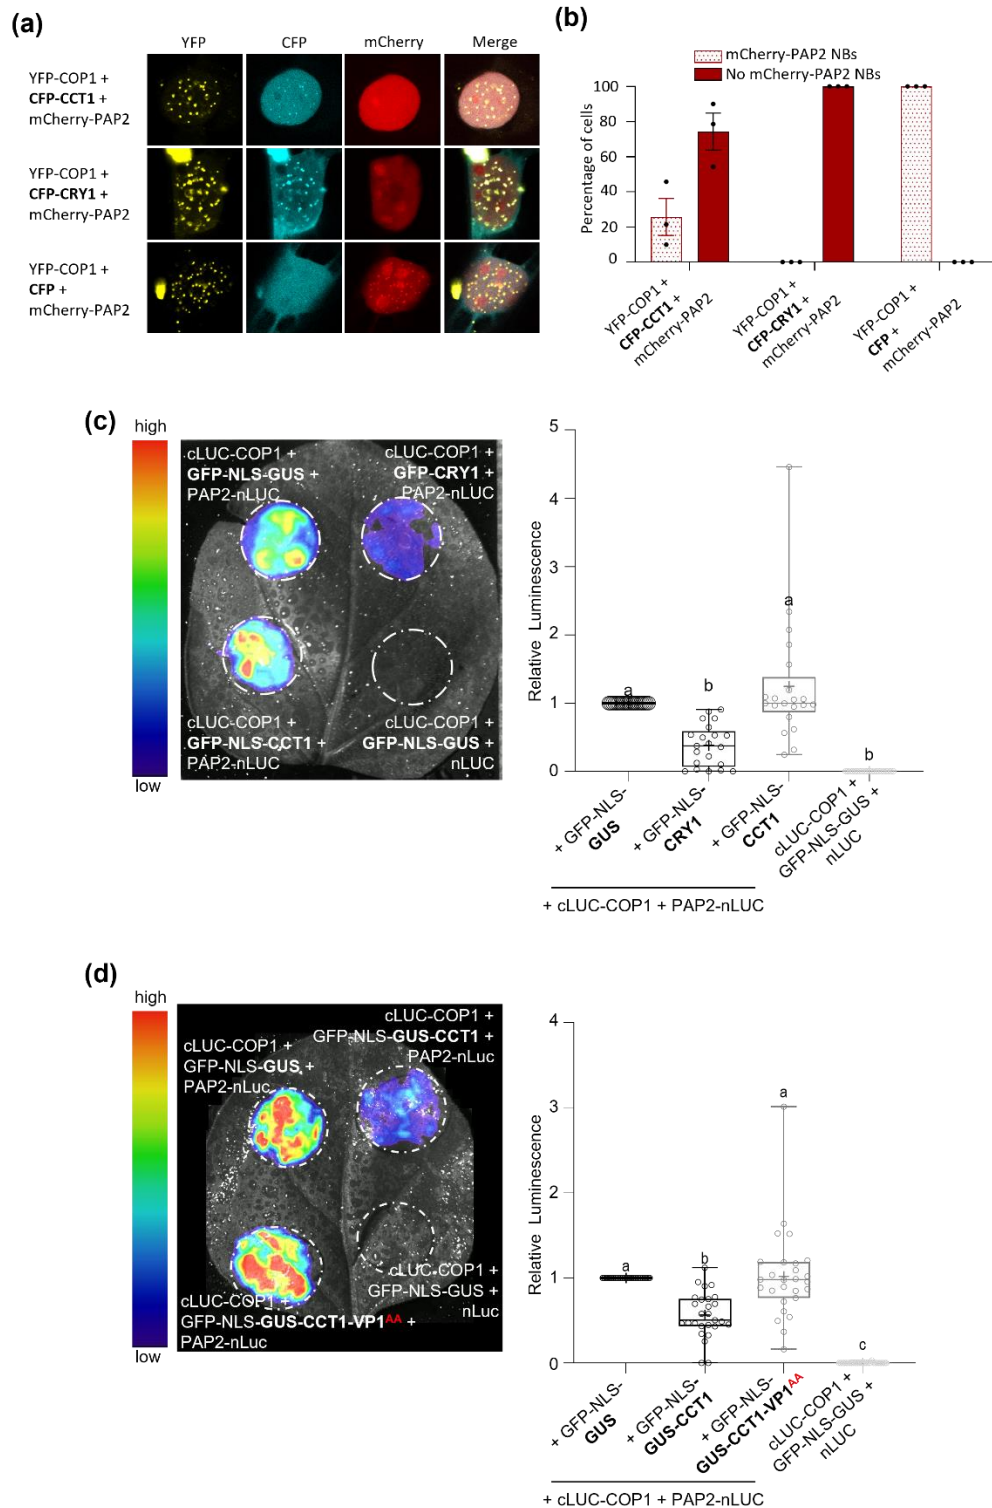 (a)
YFP
CFP
mCherry
Merge
YFP-COP1 +
CFP-CCT1 +
mCherry-PAP2
YFP-COP1 +
CFP-CRY1 +
mCherry-PAP2
YFP-COP1 +
CFP +
mCherry-PAP2
(b)
mCherry-PAP2 NBs
No mCherry-PAP2 NBs
Percentage of cells
100
80
60
40
20
0
YFP-COP1 +
CFP-CCT1 +
mCherry-PAP2
YFP-COP1 +
CFP-CRY1 +
mCherry-PAP2
YFP-COP1 +
CFP +
mCherry-PAP2
(c)
high
low
cLUC-COP1 +
GFP-NLS-GUS +
PAP2-nLUC
cLUC-COP1 +
GFP-CRY1 +
PAP2-nLUC
cLUC-COP1 +
GFP-NLS-CCT1 +
PAP2-nLUC
cLUC-COP1 +
GFP-NLS-GUS +
nLUC
Relative Luminescence
5
4
3
2
1
0
a
b
a
b
+ GFP-NLS-
GUS
+ GFP-NLS-
CRY1
+ GFP-NLS-
CCT1
cLUC-COP1 +
GFP-NLS-GUS +
nLUC
+ cLUC-COP1 + PAP2-nLUC
(d)
high
low
cLUC-COP1 +
GFP-NLS-GUS +
PAP2-nLuc
cLUC-COP1 +
GFP-NLS-GUS-CCT1 +
PAP2-nLuc
cLUC-COP1 +
GFP-NLS-GUS-CCT1-VP1AA +
PAP2-nLuc
cLUC-COP1 +
GFP-NLS-GUS +
nLuc
Relative Luminescence
4
3
2
1
0
a
b
a
c
+ GFP-NLS-
GUS
+ GFP-NLS-
GUS-CCT1
+ GFP-NLS-
GUS-CCT1-VP1AA
cLUC-COP1 +
GFP-NLS-GUS +
nLUC
+ cLUC-COP1 + PAP2-nLUC